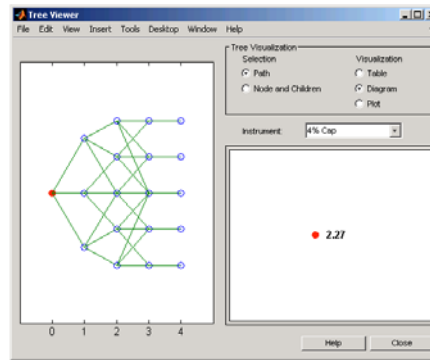 Tree Viewer
File Edit View Insert Tools Desktop Window Help
Tree Visualization
Selection Visualization
Path Table
Node and Children Diagram
Plot
Instrument: 4% Cap
2.27
0 1 2 3 4
Help Close